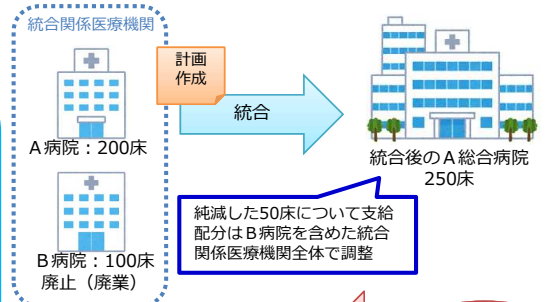 統合関係医療機関
計画
作成
統合
A病院：200床
統合後のA総合病院
250床
B病院：100床
廃止（廃業）
純減した50床について支給
配分はB病院を含めた統合
関係医療機関全体で調整